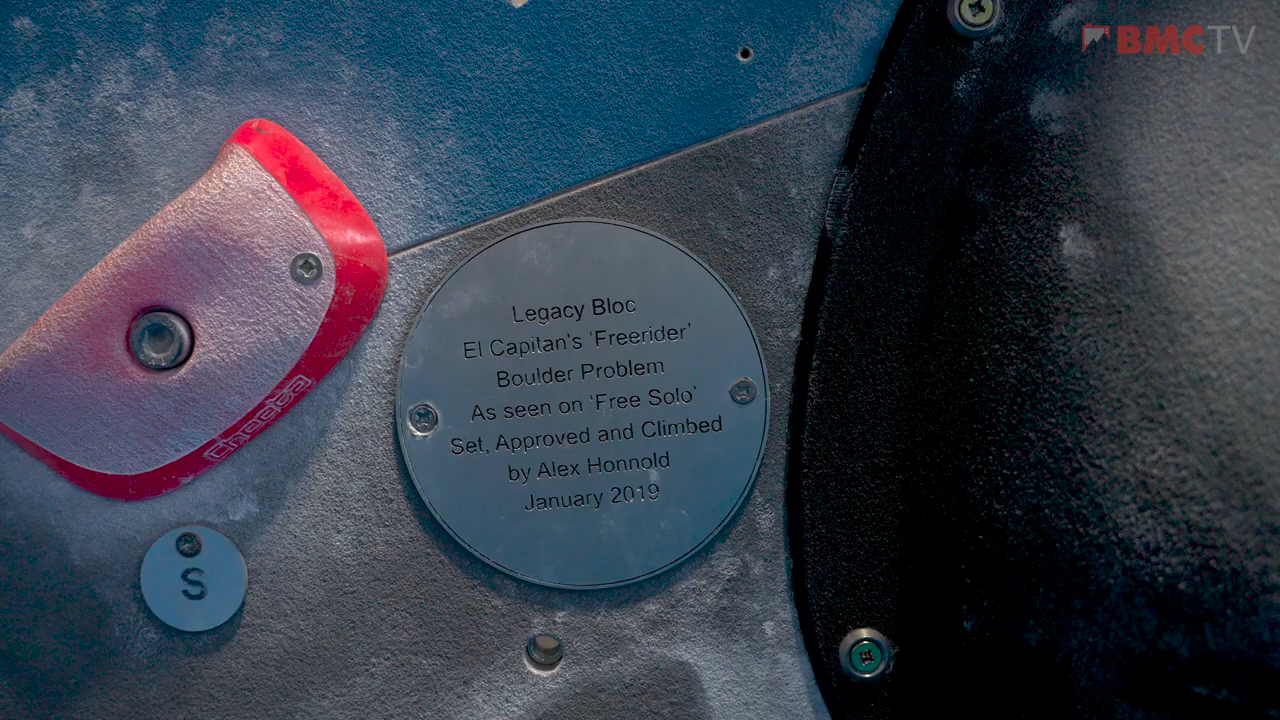 BMCTV
Legacy Bloc
El Capitan's 'Freerider'
Boulder Problem
As seen on 'Free Solo'
Set, Approved and Climbed
by Alex Honnold
January 2019
Cheeta
S